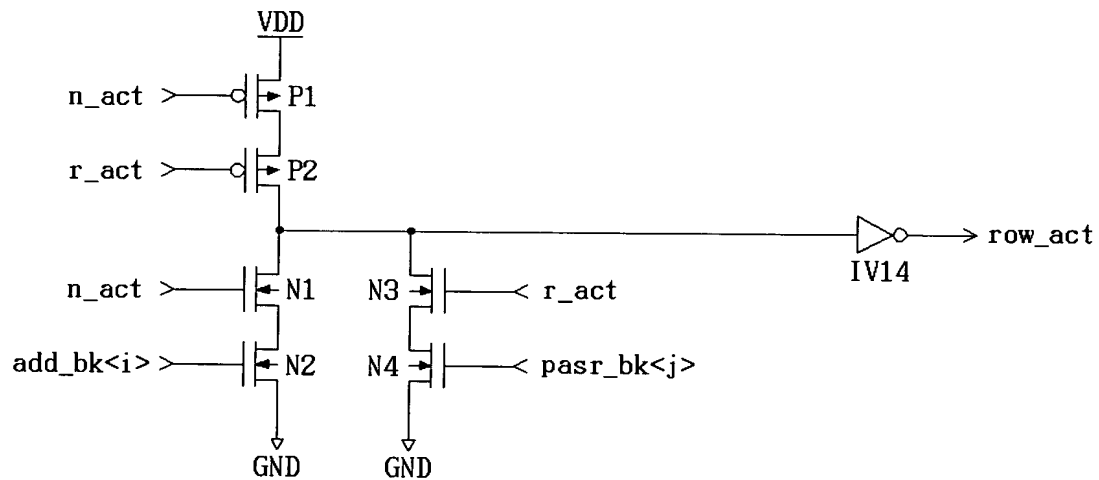 VDD
n_act P1
r_act P2
n_act N1 N3 r_act
add_bk<i> N2 N4 pasr_bk<j>
GND GND
IV14
row_act